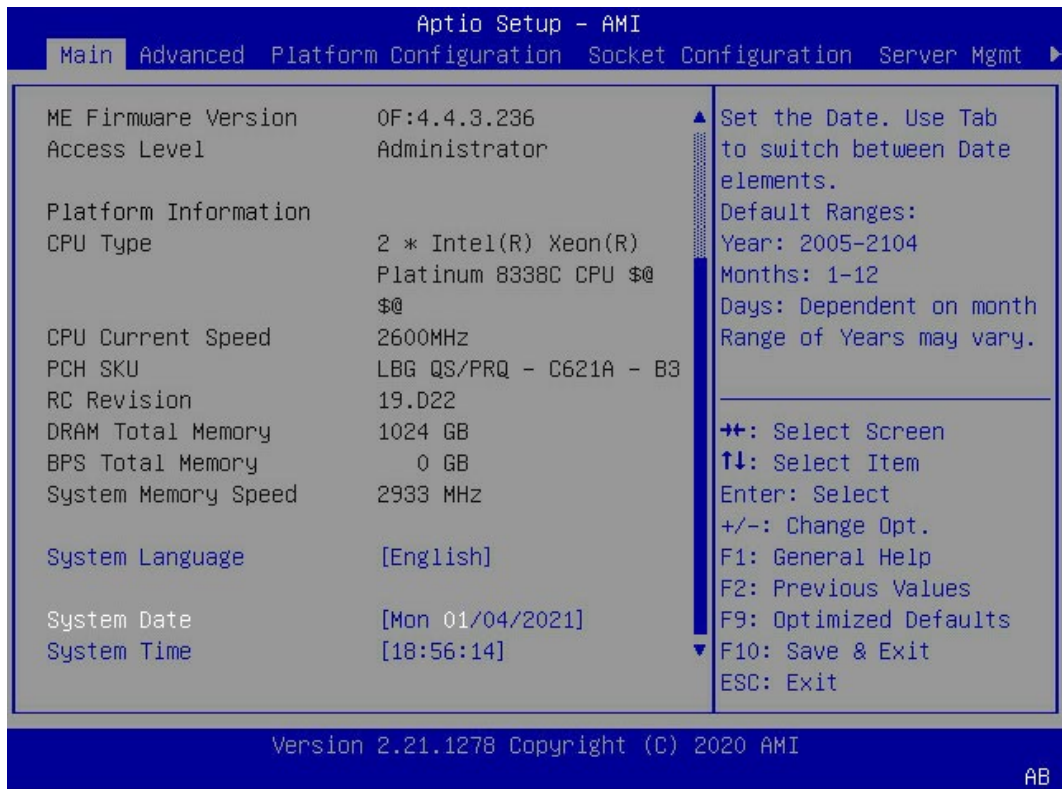 Aptio Setup – AMI
Main Advanced Platform Configuration Socket Configuration Server Mgmt ▶
ME Firmware Version 0F:4.4.3.236
Access Level Administrator
Platform Information
CPU Type 2 * Intel(R) Xeon(R)
Platinum 8338C CPU $@
$@
CPU Current Speed 2600MHz
PCH SKU LBG QS/PRQ - C621A - B3
RC Revision 19.D22
DRAM Total Memory 1024 GB
BPS Total Memory 0 GB
System Memory Speed 2933 MHz
System Language [English]
System Date [Mon 01/04/2021]
System Time [18:56:14]
Set the Date. Use Tab
to switch between Date
elements.
Default Ranges:
Year: 2005-2104
Months: 1-12
Days: Dependent on month
Range of Years may vary.
→←: Select Screen
↑↓: Select Item
Enter: Select
+/-: Change Opt.
F1: General Help
F2: Previous Values
F9: Optimized Defaults
F10: Save & Exit
ESC: Exit
Version 2.21.1278 Copyright (C) 2020 AMI
AB